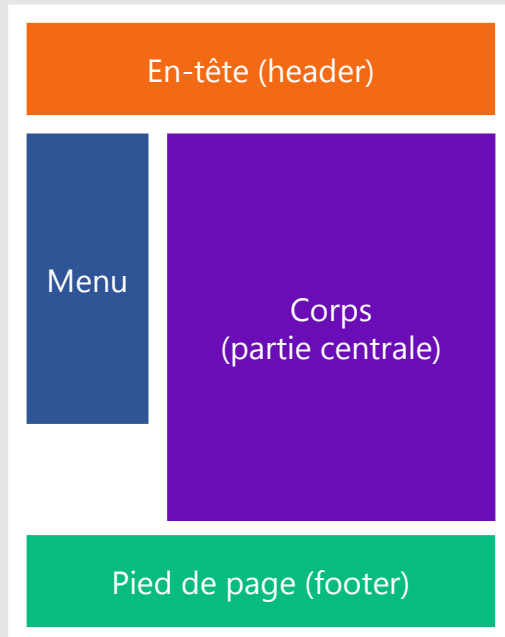 En-tête (header)
Menu
Corps
(partie centrale)
Pied de page (footer)